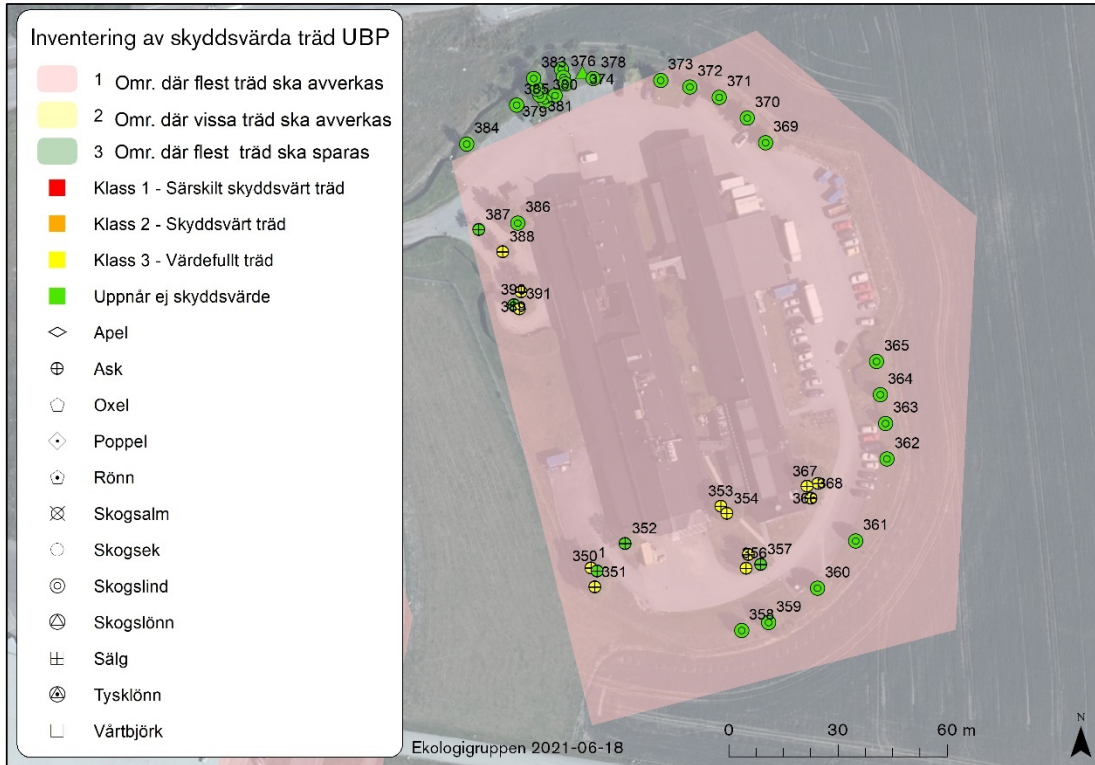 Inventering av skyddsvärda träd UBP
1 Omr. där flest träd ska avverkas
2 Omr. där vissa träd ska avverkas
3 Omr. där flest träd ska sparas
Klass 1 - Särskilt skyddsvärt träd
Klass 2 - Skyddsvärt träd
Klass 3 - Värdefullt träd
Uppnår ej skyddsvärde
Apel
Ask
Oxel
Poppel
Rönn
Skogsalm
Skogsek
Skogslind
Skogslönn
Sälg
Tysklönn
Vårtbjörk
383 376 378
374
385 380
379 381
384
373
372
371
370
369
387 386
388
391
365
364
363
362
367 368
366
353
354
352
350 1
351
356 357
361
360
358 359
0 30 60 m
N
Ekologigruppen 2021-06-18